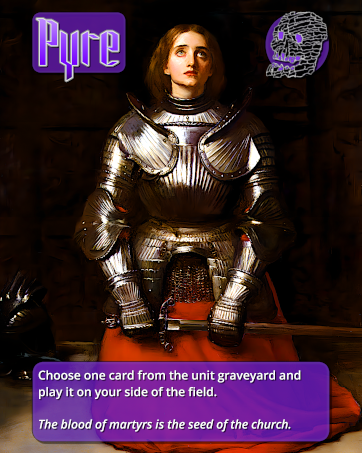 Pyre
Choose one card from the unit graveyard and
play it on your side of the field.
The blood of martyrs is the seed of the church.